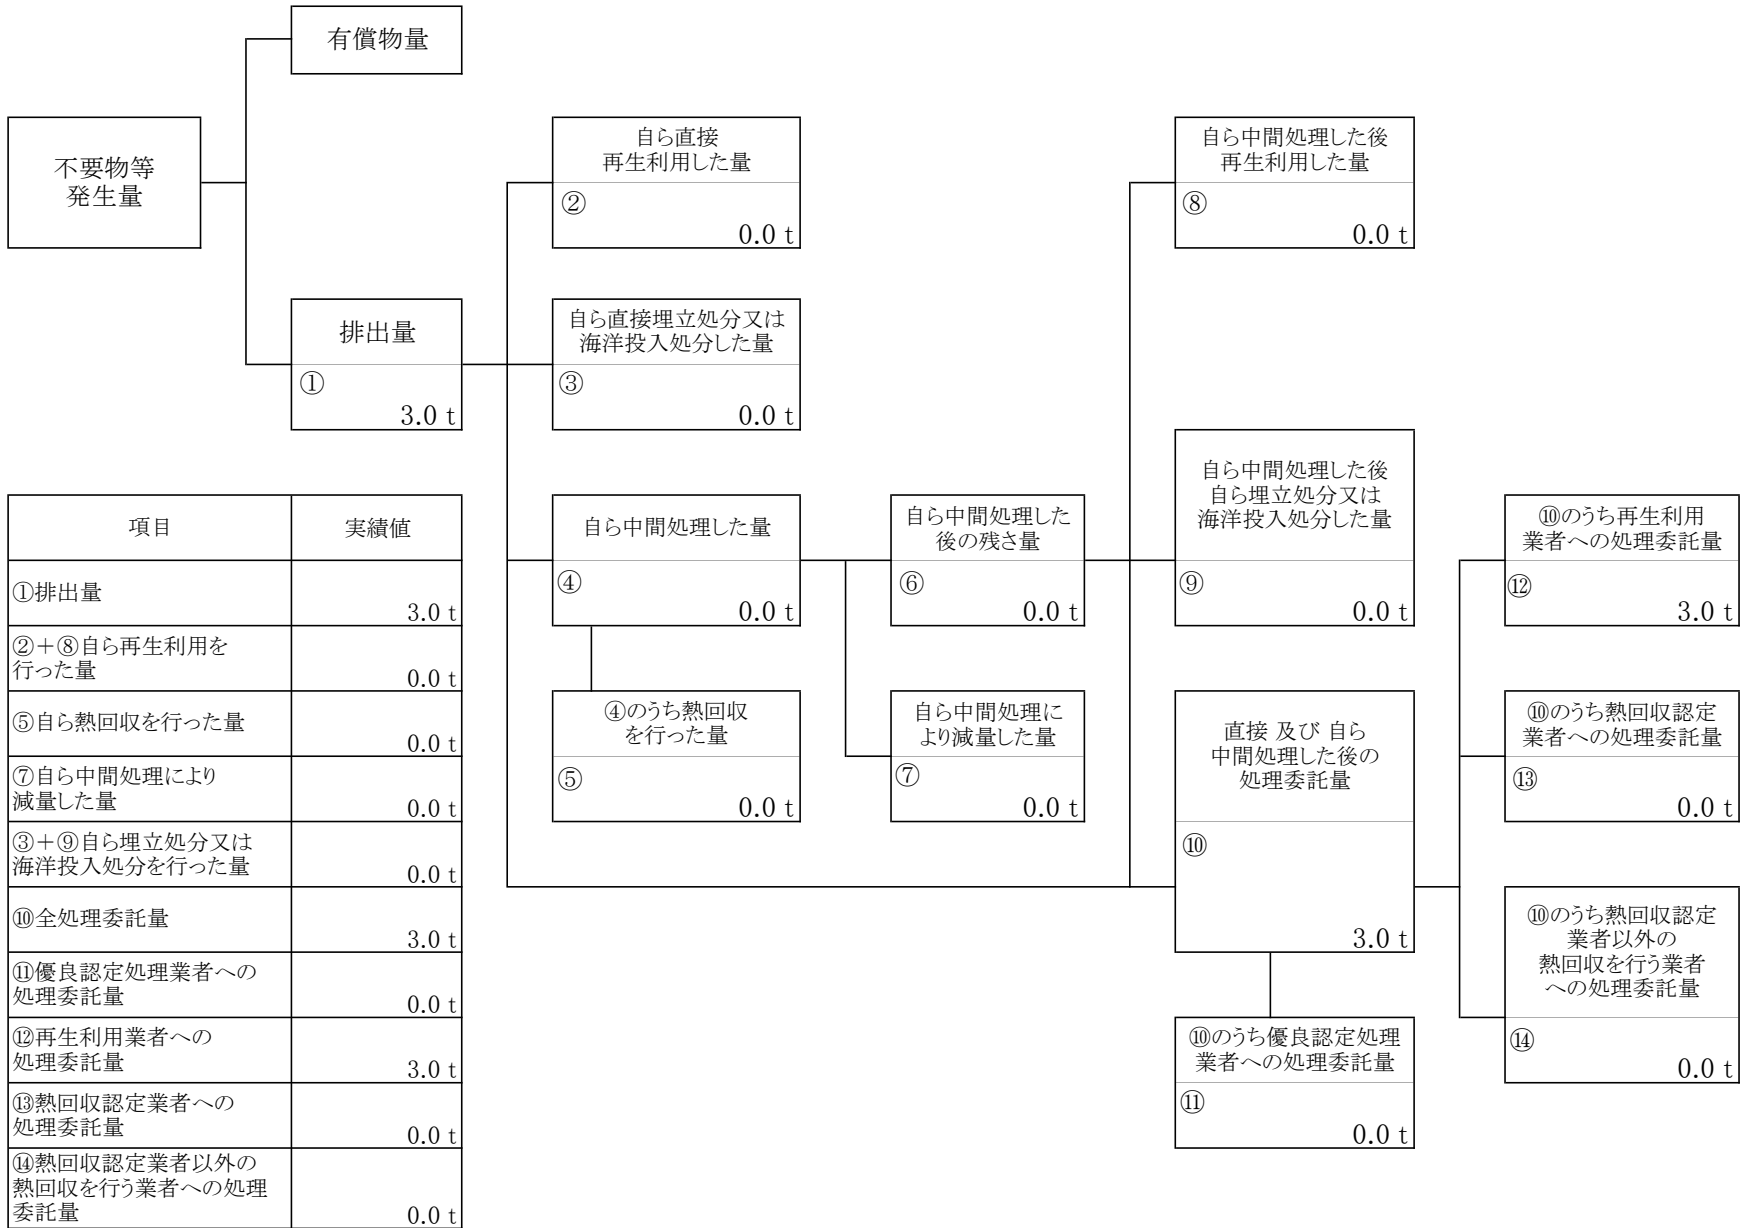 有償物量
不要物等
発生量
排出量
①
3.0 t
自ら直接
再生利用した量
②
0.0 t
自ら直接埋立処分又は
海洋投入処分した量
③
0.0 t
自ら中間処理した量
④
0.0 t
④のうち熱回収
を行った量
⑤
0.0 t
自ら中間処理した
後の残さ量
⑥
0.0 t
自ら中間処理に
より減量した量
⑦
0.0 t
自ら中間処理した後
再生利用した量
⑧
0.0 t
自ら中間処理した後
自ら埋立処分又は
海洋投入処分した量
⑨
0.0 t
直接 及び 自ら
中間処理した後の
処理委託量
⑩
3.0 t
⑩のうち優良認定処理
業者への処理委託量
⑪
0.0 t
⑩のうち再生利用
業者への処理委託量
⑫
3.0 t
⑩のうち熱回収認定
業者への処理委託量
⑬
0.0 t
⑩のうち熱回収認定
業者以外の
熱回収を行う業者
への処理委託量
⑭
0.0 t
項目 実績値
①排出量
3.0 t
②＋⑧自ら再生利用を
行った量
0.0 t
⑤自ら熱回収を行った量
0.0 t
⑦自ら中間処理により
減量した量
0.0 t
③＋⑨自ら埋立処分又は
海洋投入処分を行った量
0.0 t
⑩全処理委託量
3.0 t
⑪優良認定処理業者への
処理委託量
0.0 t
⑫再生利用業者への
処理委託量
3.0 t
⑬熱回収認定業者への
処理委託量
0.0 t
⑭熱回収認定業者以外の
熱回収を行う業者への処理
委託量
0.0 t